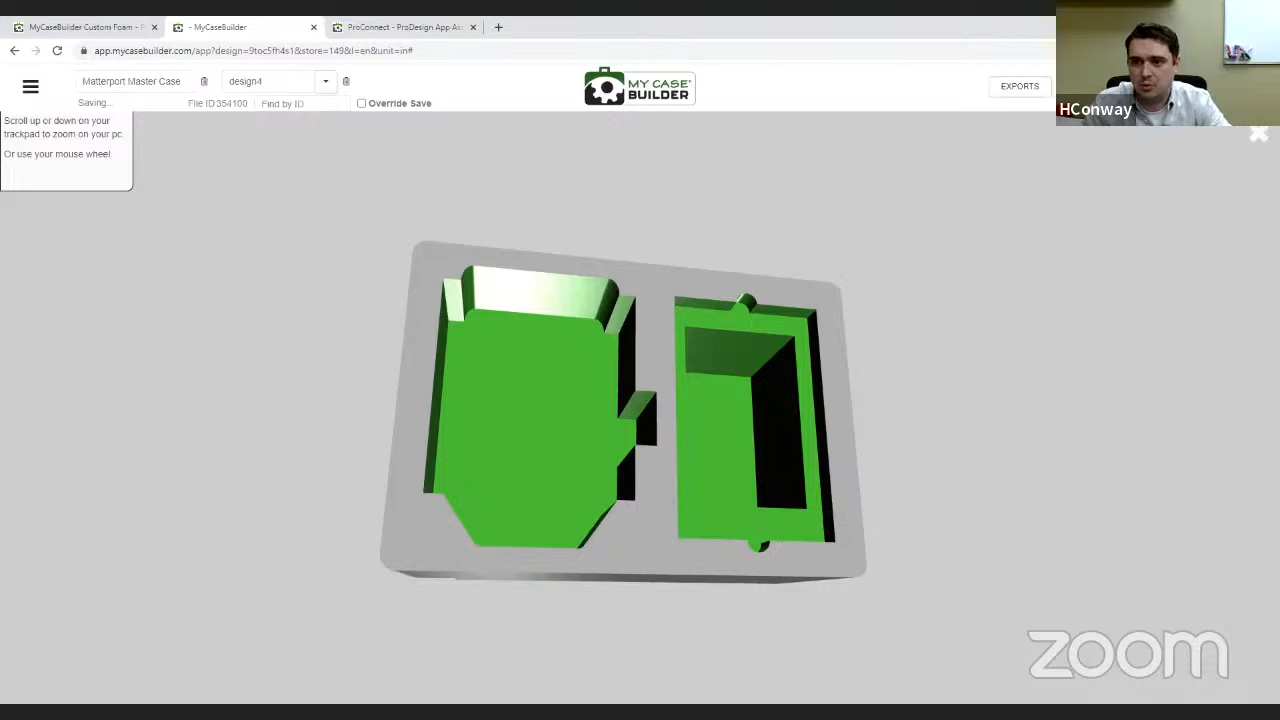 MyCaseBuilder Custom Foam -
- MyCaseBuilder
ProConnect - ProDesign App As
app.mycasebuilder.com/app?design=9toc5fh4s1&store=149&l=en&unit=in#
Matterport Master Case
design4
MY CASE
BUILDER
EXPORTS
Saving...
File ID 354100
Find by ID
Override Save
HConway
Scroll up or down on your
trackpad to zoom on your pc.
Or use your mouse wheel.
zoom